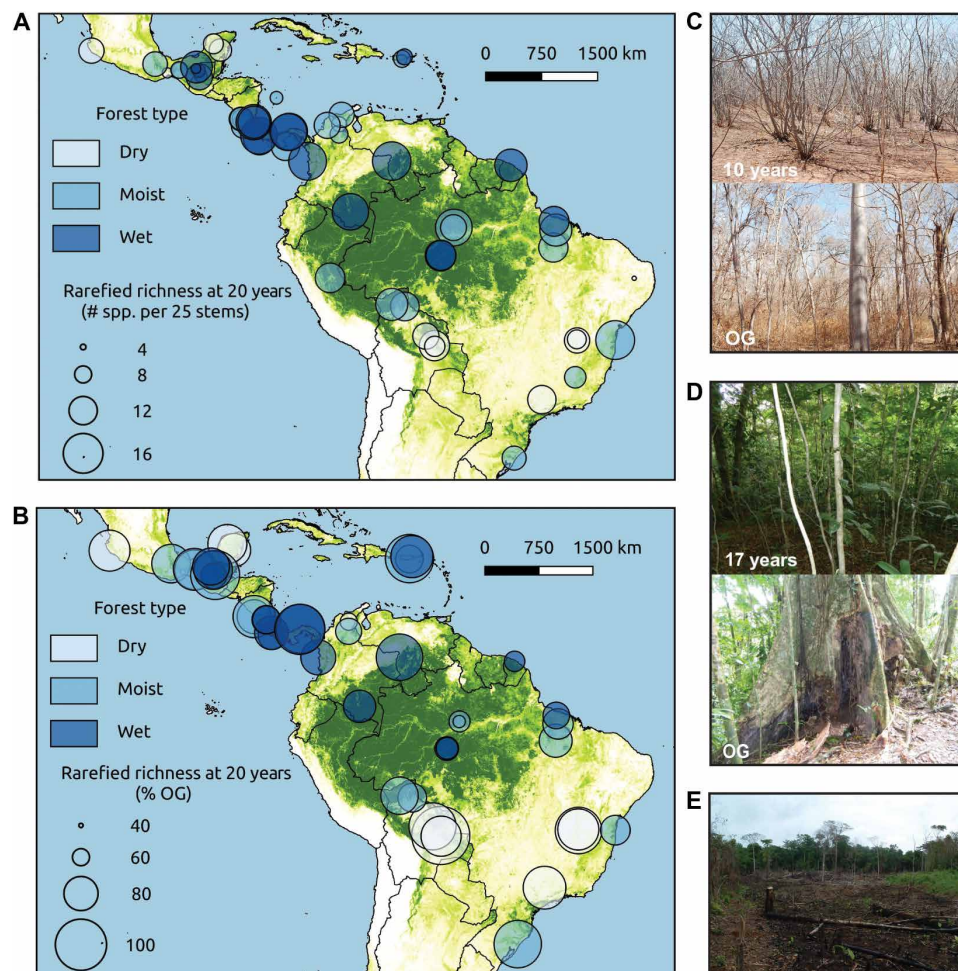 A
0 750 1500 km
Forest type
Dry
Moist
Wet
Rarefied richness at 20 years
(# spp. per 25 stems)
4
8
12
16
B
0 750 1500 km
Forest type
Dry
Moist
Wet
Rarefied richness at 20 years
(% OG)
40
60
80
100
C
10 years
OG
D
17 years
OG
E